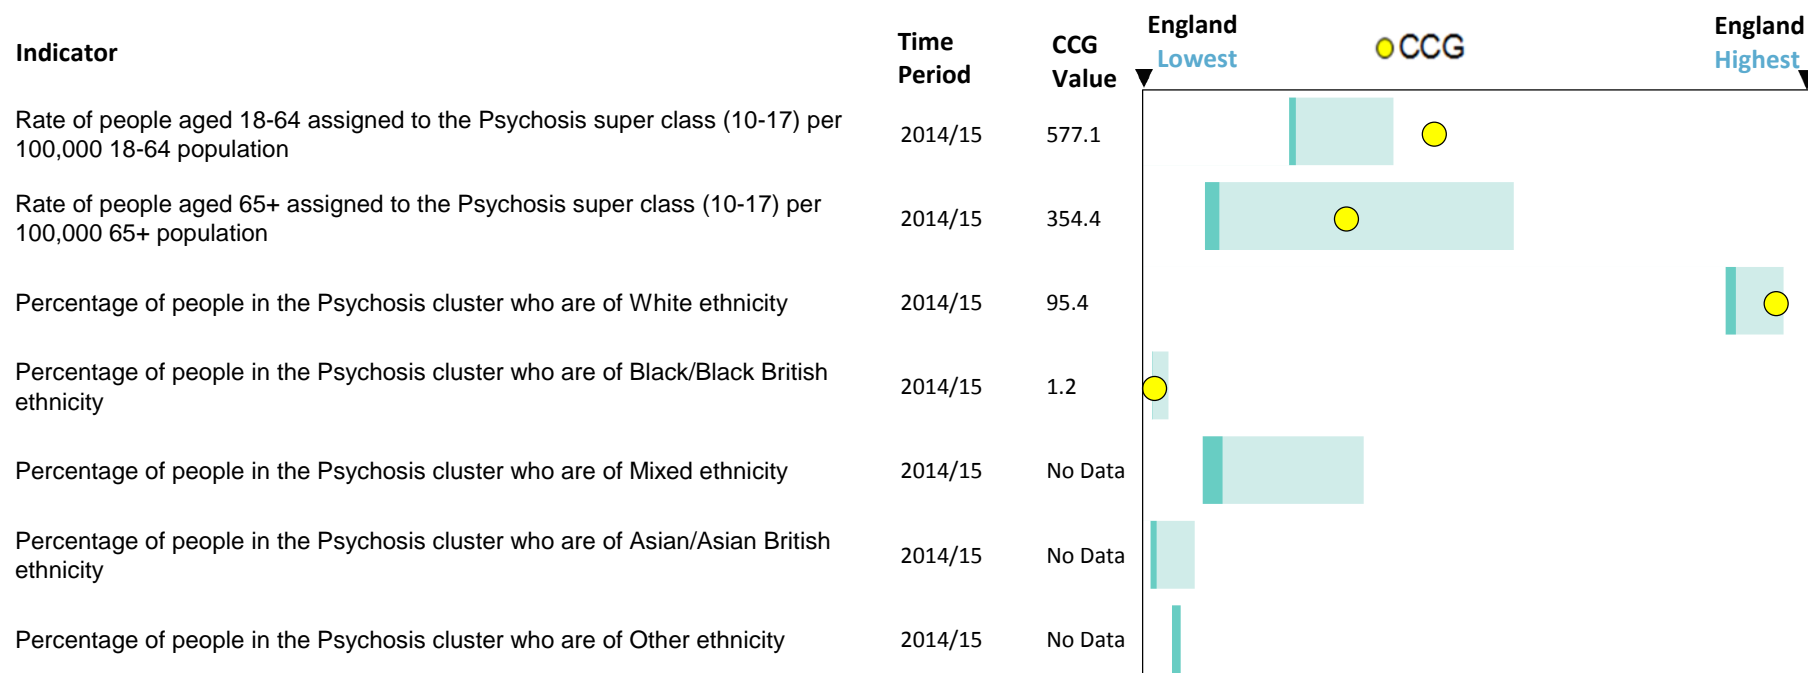 Indicator
Time
Period
CCG
Value
England
Lowest
CCG
England
Highest
Rate of people aged 18-64 assigned to the Psychosis super class (10-17) per
100,000 18-64 population
2014/15
577.1
Rate of people aged 65+ assigned to the Psychosis super class (10-17) per
100,000 65+ population
2014/15
354.4
Percentage of people in the Psychosis cluster who are of White ethnicity
2014/15
95.4
Percentage of people in the Psychosis cluster who are of Black/Black British
ethnicity
2014/15
1.2
Percentage of people in the Psychosis cluster who are of Mixed ethnicity
2014/15
No Data
Percentage of people in the Psychosis cluster who are of Asian/Asian British
ethnicity
2014/15
No Data
Percentage of people in the Psychosis cluster who are of Other ethnicity
2014/15
No Data